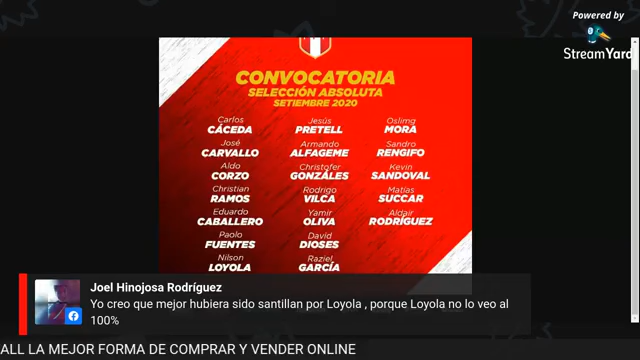 Powered by
StreamYard
CONVOCATORIA
SELECCIÓN ABSOLUTA
SETIEMBRE 2020
Carlos
CÁCEDA
José
CARVALLO
Aldo
CORZO
Christian
RAMOS
Eduardo
CABALLERO
Paolo
FUENTES
Nilson
LOYOLA
Jesús
PRETELL
Armando
ALFAGEME
Christofer
GONZÁLES
Rodrigo
VILCA
Yamir
OLIVA
David
DIOSES
Raziel
GARCÍA
Oslimg
MORA
Sandro
RENGIFO
Kevin
SANDOVAL
Matías
SUCCAR
Aldair
RODRÍGUEZ
Joel Hinojosa Rodríguez
Yo creo que mejor hubiera sido santillan por Loyola , porque Loyola no lo veo al
100%
ALL LA MEJOR FORMA DE COMPRAR Y VENDER ONLINE